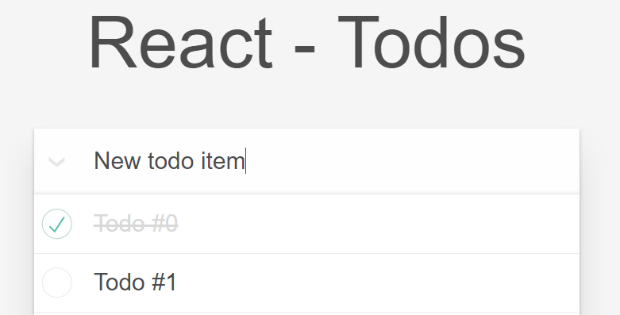 React - Todos
New todo item
Todo #0
Todo #1